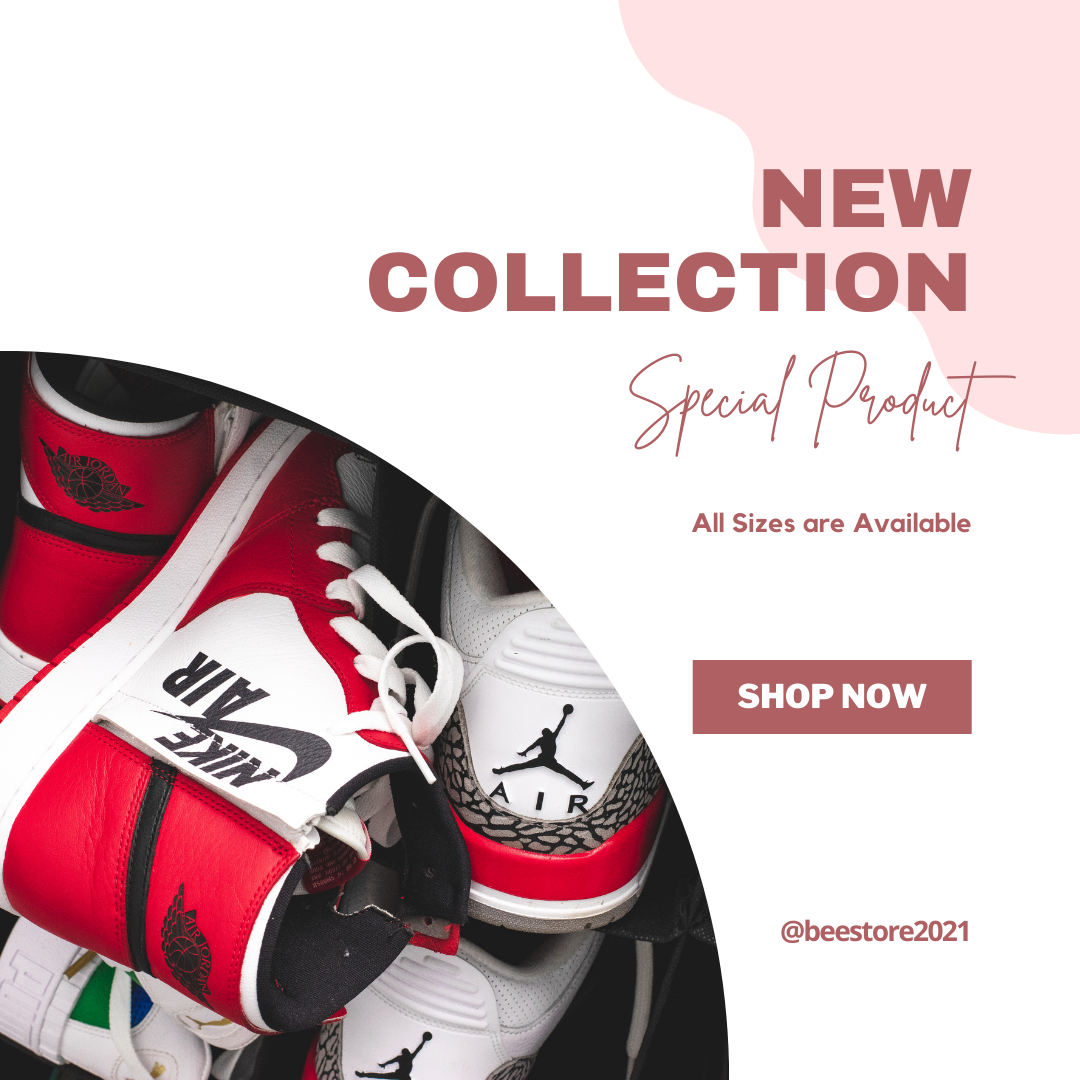 NEW
COLLECTION
Special Product
All Sizes are Available
SHOP NOW
@beestore2021
AIR JORDAN
NIKE
AIR
AIR
AIR JORDAN